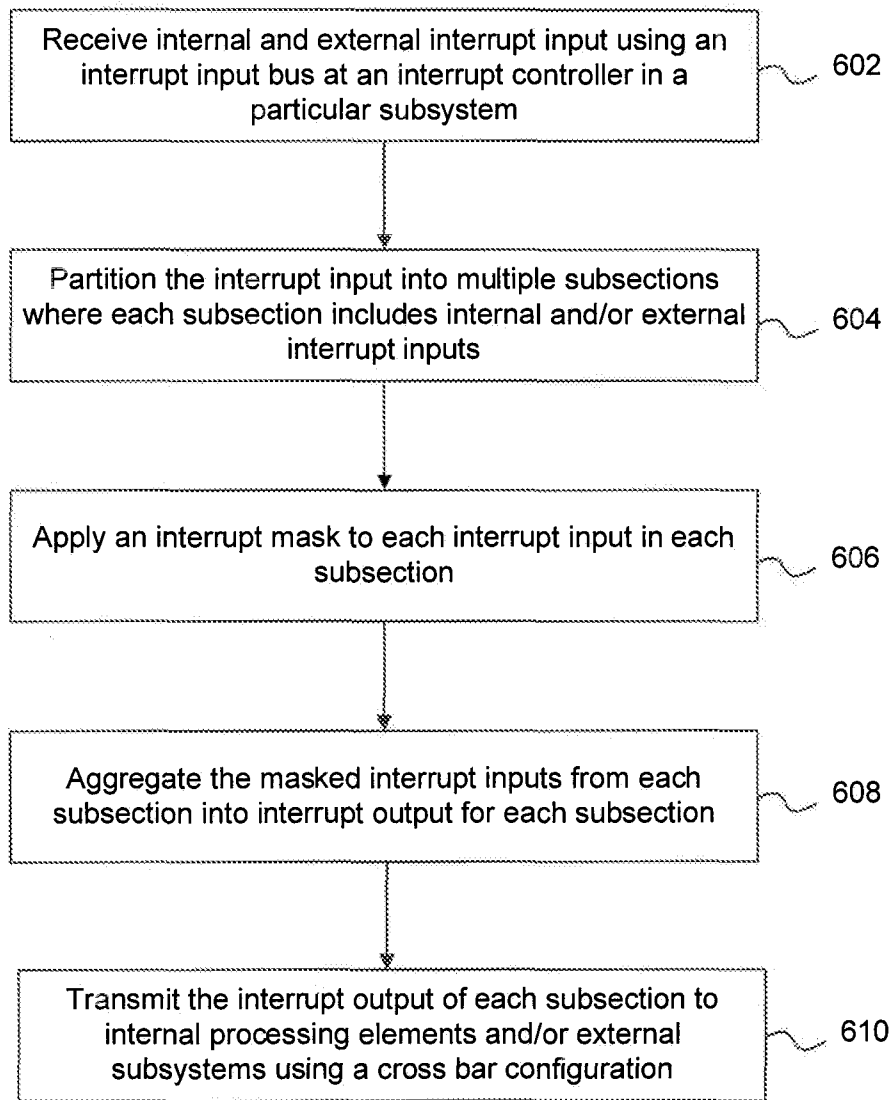 Receive internal and external interrupt input using an
interrupt input bus at an interrupt controller in a
particular subsystem
602
Partition the interrupt input into multiple subsections
where each subsection includes internal and/or external
interrupt inputs
604
Apply an interrupt mask to each interrupt input in each
subsection
606
Aggregate the masked interrupt inputs from each
subsection into interrupt output for each subsection
608
Transmit the interrupt output of each subsection to
internal processing elements and/or external
subsystems using a cross bar configuration
610